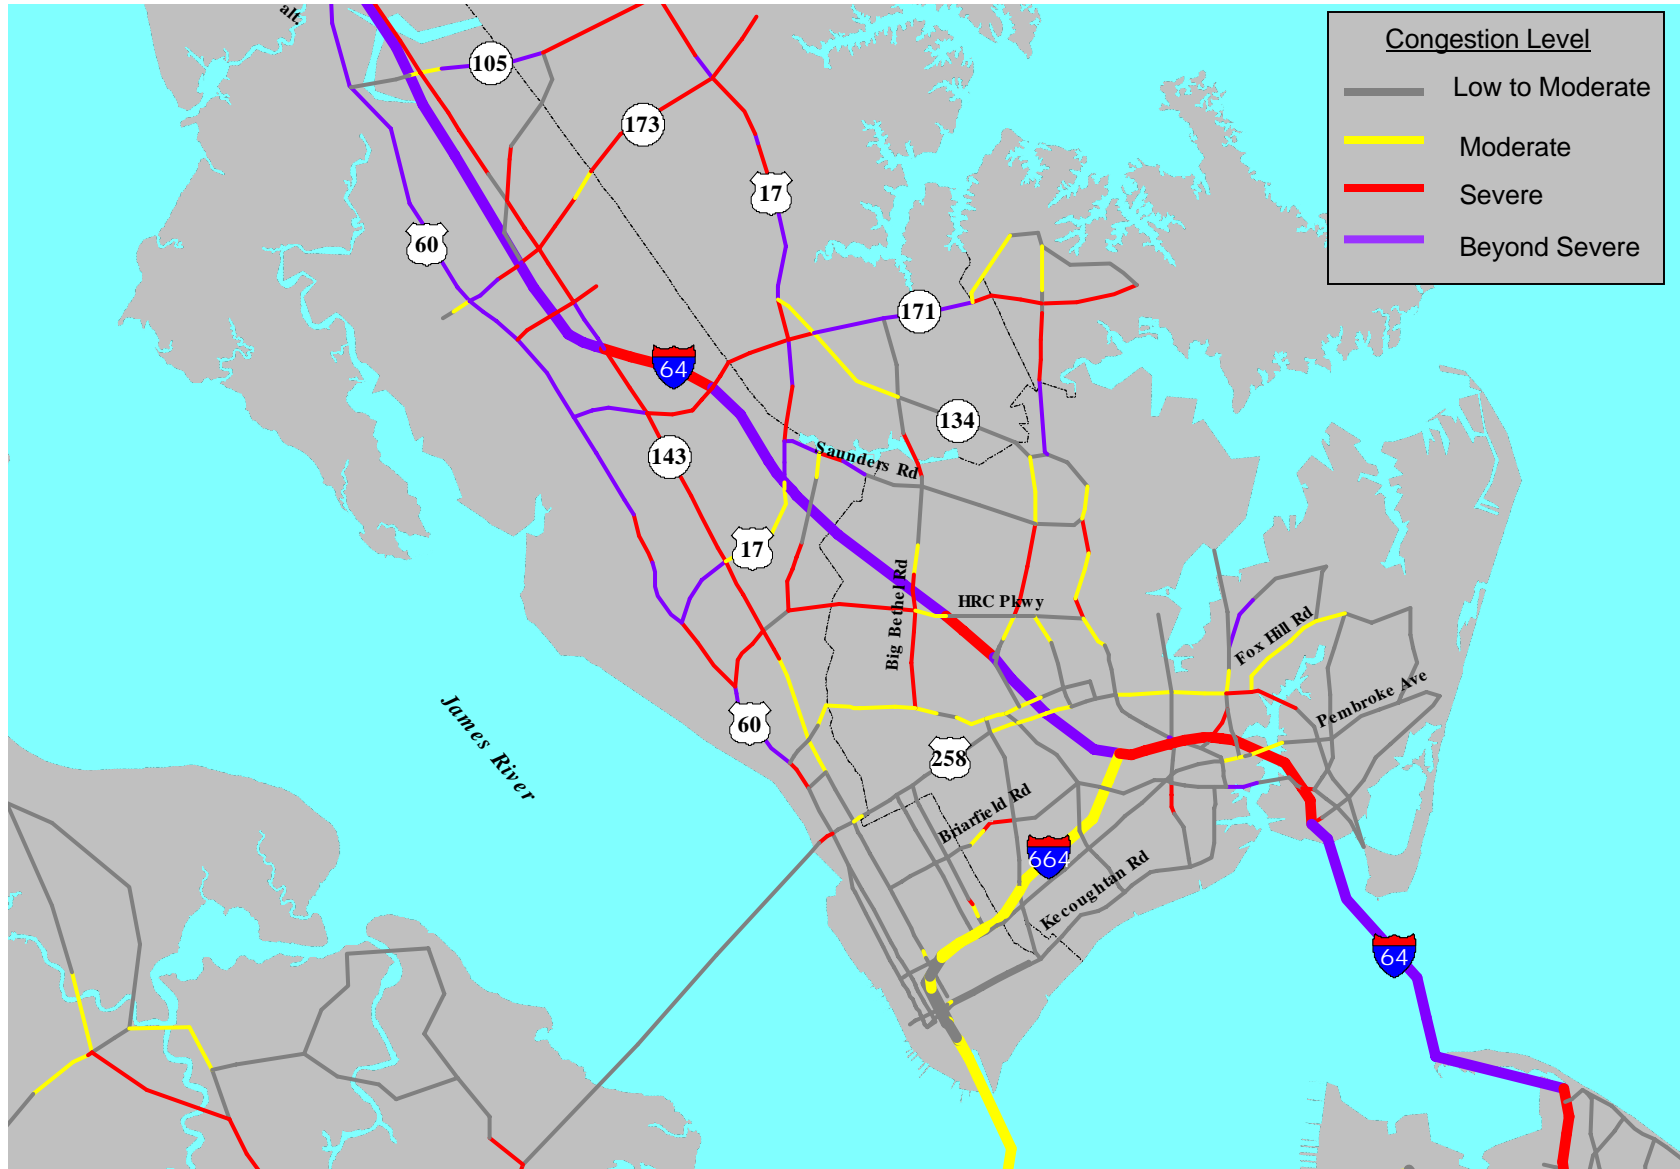 alt.
Congestion Level
Low to Moderate
Moderate
Severe
Beyond Severe
105
173
17
60
171
64
134
143
Saunders Rd
17
Big Bethel Rd
HRC Pkwy
Fox Hill Rd
Pembroke Ave
James River
60
258
Briarfield Rd
664
Kecoughtan Rd
64